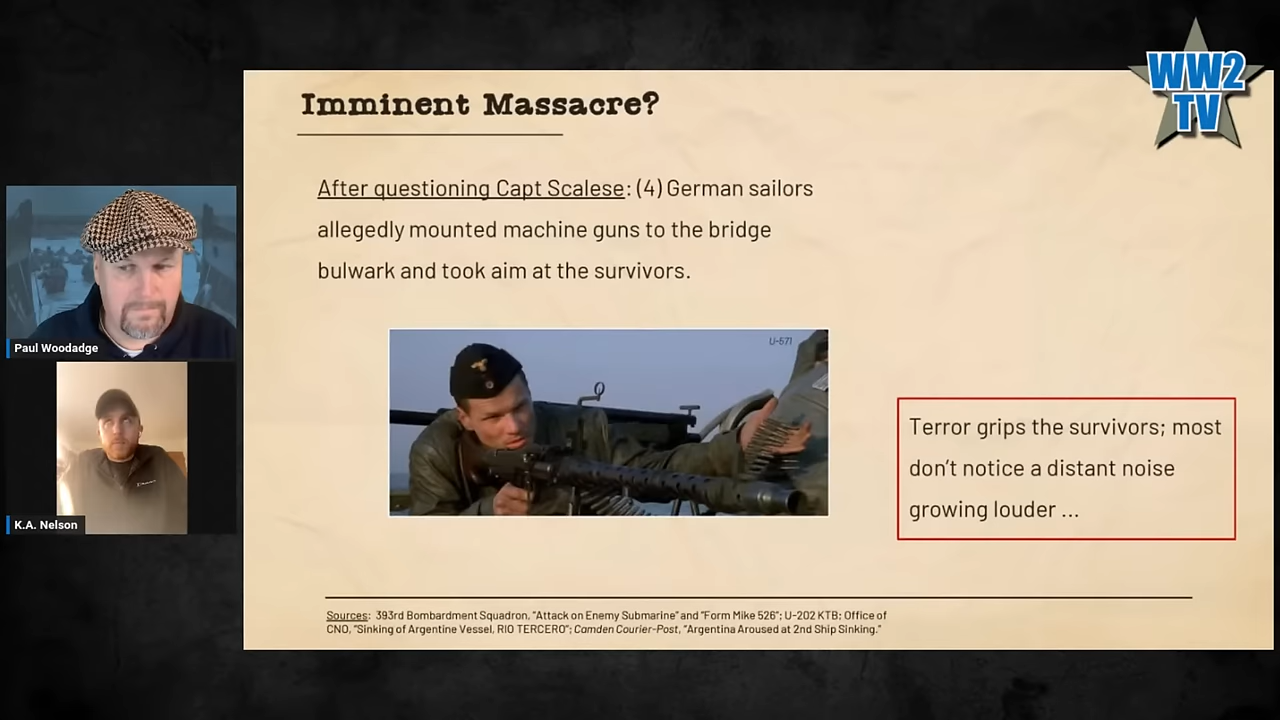 Imminent Massacre?
WW2
TV
After questioning Capt Scalese: (4) German sailors
allegedly mounted machine guns to the bridge
bulwark and took aim at the survivors.
U-571
Paul Woodadge
Terror grips the survivors; most
don't notice a distant noise
growing louder ...
K.A. Nelson
Sources: 393rd Bombardment Squadron, "Attack on Enemy Submarine" and "Form Mike 526"; U-202 KTB; Office of
CNO, "Sinking of Argentine Vessel, RIO TERCERO"; Camden Courier-Post, "Argentina Aroused at 2nd Ship Sinking."